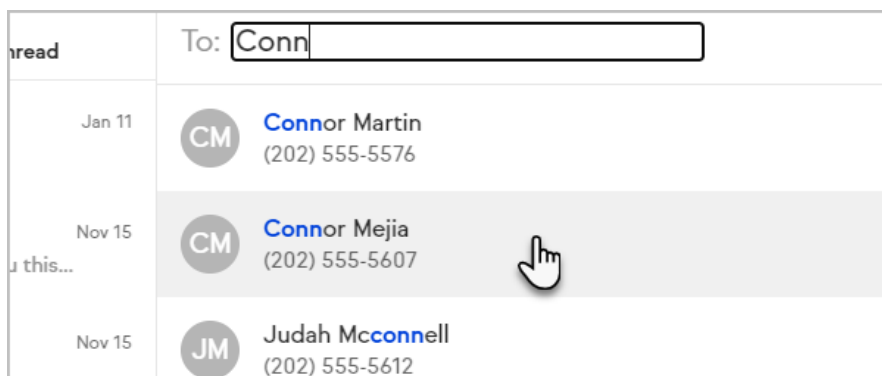 To: Conn
Jan 11
CM
Connor Martin
(202) 555-5576
Nov 15
this...
CM
Connor Mejia
(202) 555-5607
Nov 15
JM
Judah Mcconnell
(202) 555-5612